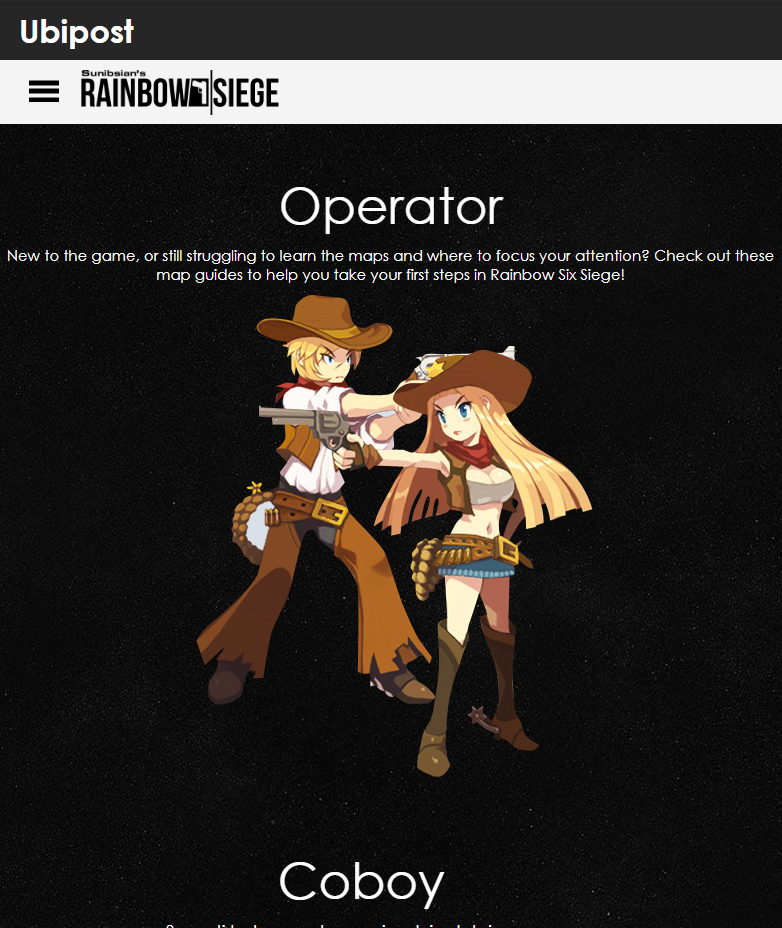 Ubipost
Sunibsian's
RAINBOW SIEGE
Operator
New to the game, or still struggling to learn the maps and where to focus your attention? Check out these
map guides to help you take your first steps in Rainbow Six Siege!
Coboy